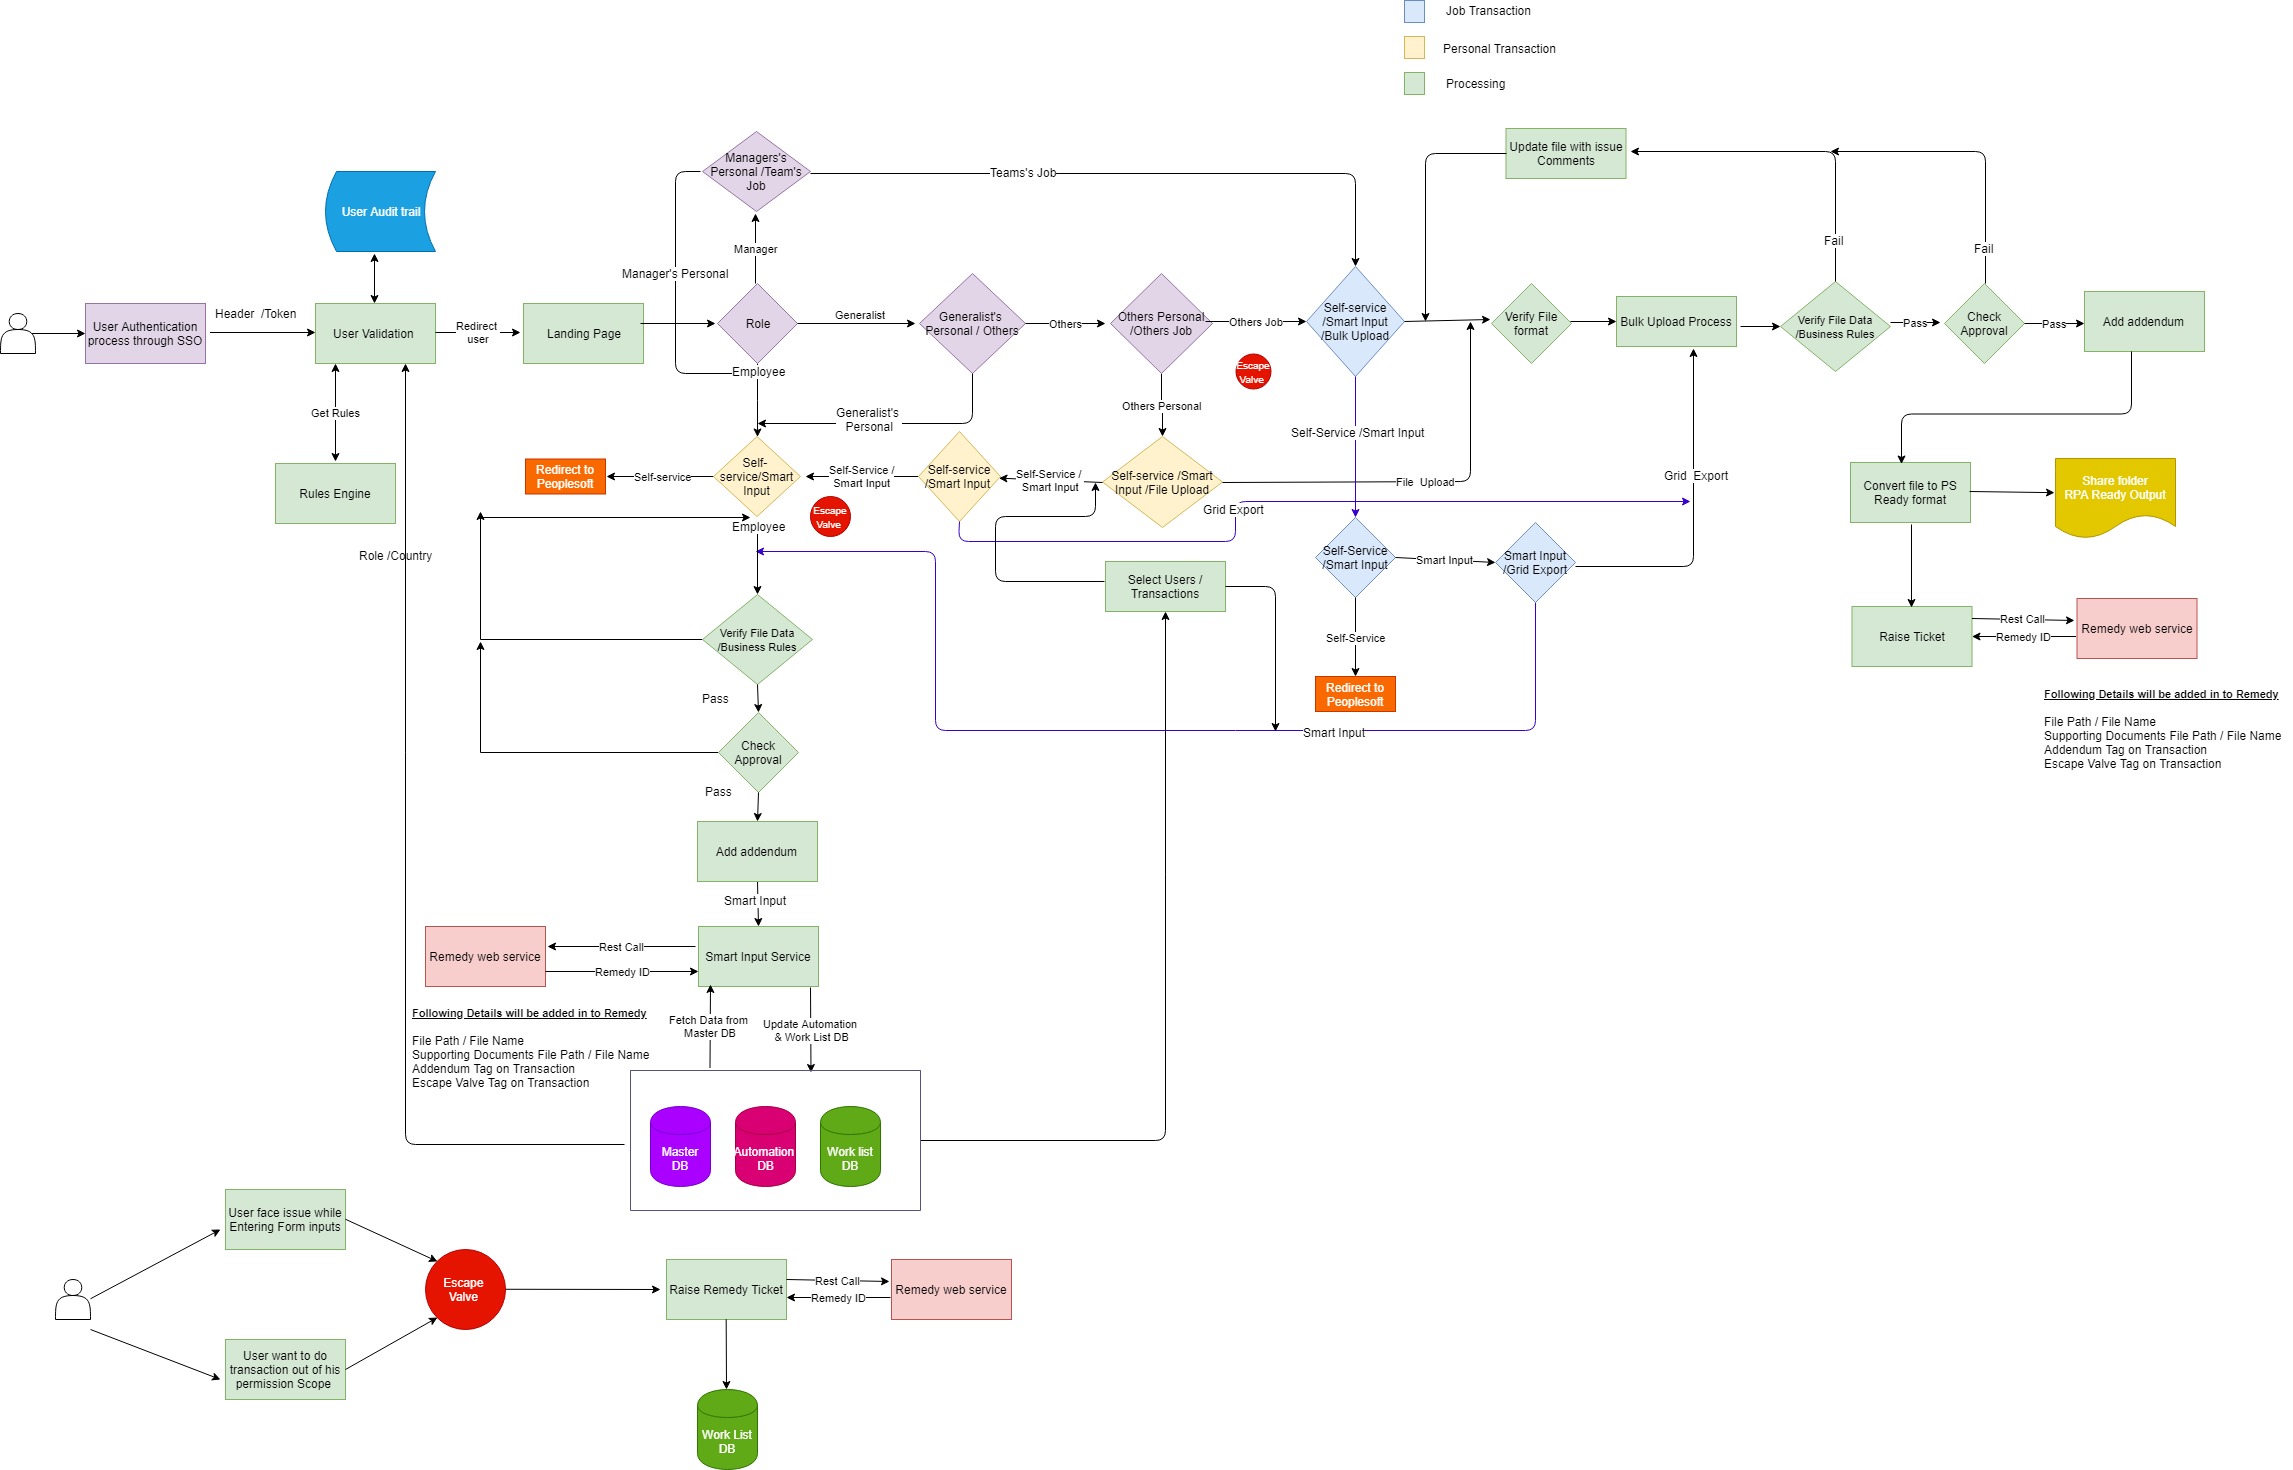 Job Transaction
Personal Transaction
Processing
Managers's
Personal /Team's
Job
Teams's Job
Update file with issue
Comments
User Audit trail
Manager
Manager's Personal
Fail
Fail
User Authentication
process through SSO
Header  /Token
User Validation
Redirect
user
Landing Page
Role
Generalist
Generalist's
Personal / Others
Others
Others Personal
/Others Job
Others Job
Self-service
/Smart Input
/Bulk Upload
Verify File
format
Bulk Upload Process
Verify File Data
/Business Rules
Pass
Check
Approval
Pass
Add addendum
Escape
Valve
Employee
Get Rules
Generalist's
Personal
Others Personal
Self-Service /Smart Input
Rules Engine
Redirect to
Peoplesoft
Self-service
Self-
service/Smart
Input
Self-Service /
Smart Input
Self-service
/Smart Input
Self-Service /
Smart Input
Self-service /Smart
Input /File Upload
File  Upload
Grid  Export
Grid Export
Convert file to PS
Ready format
Share folder
RPA Ready Output
Escape
Valve
Employee
Role /Country
Self-Service
/Smart Input
Smart Input
Smart Input
/Grid Export
Select Users /
Transactions
Verify File Data
/Business Rules
Self-Service
Raise Ticket
Rest Call
Remedy ID
Remedy web service
Redirect to
Peoplesoft
Pass
Smart Input
Following Details will be added in to Remedy
File Path / File Name
Supporting Documents File Path / File Name
Addendum Tag on Transaction
Escape Valve Tag on Transaction
Check
Approval
Pass
Add addendum
Smart Input
Remedy web service
Rest Call
Remedy ID
Smart Input Service
Following Details will be added in to Remedy
File Path / File Name
Supporting Documents File Path / File Name
Addendum Tag on Transaction
Escape Valve Tag on Transaction
Fetch Data from
Master DB
Update Automation
& Work List DB
Master
DB
Automation
DB
Work list
DB
User face issue while
Entering Form inputs
Escape
Valve
User want to do
transaction out of his
permission Scope
Raise Remedy Ticket
Rest Call
Remedy ID
Remedy web service
Work List
DB